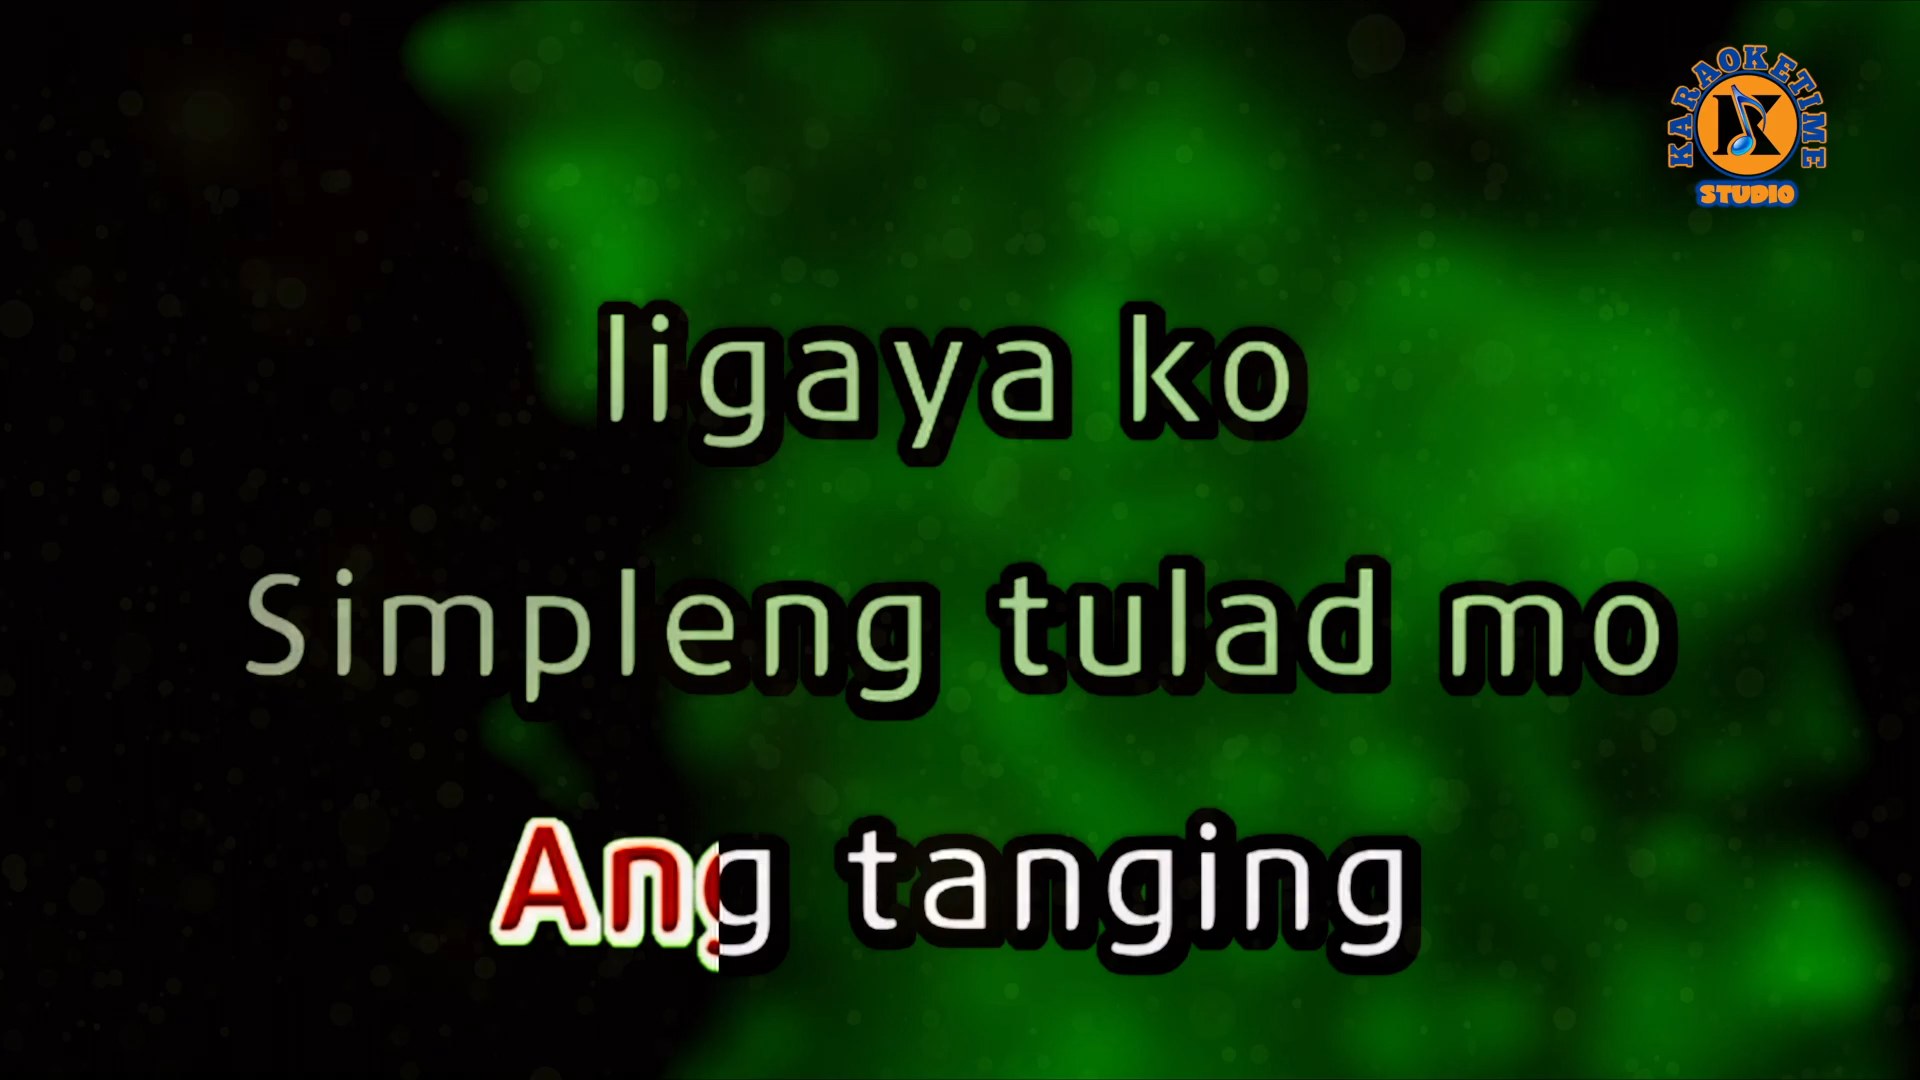 KARAOKETIME
STUDIO
ligaya ko
Simpleng tulad mo
Ang tanging